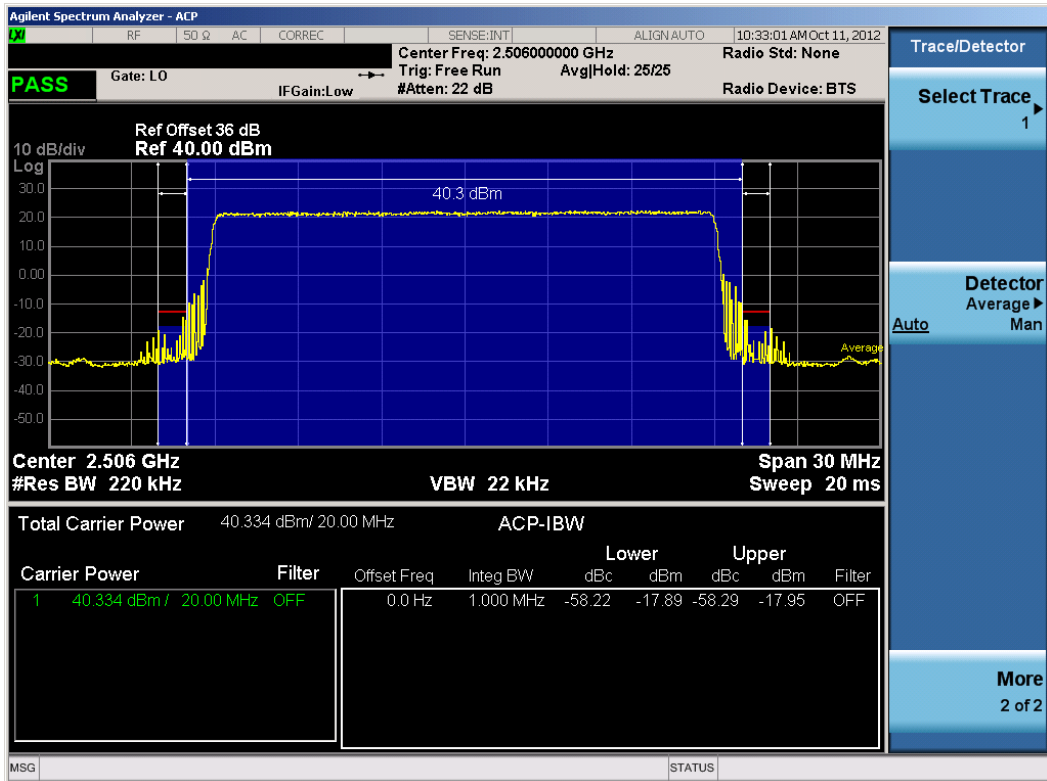 Agilent Spectrum Analyzer - ACP
LXI RF 50 Ω AC CORREC SENSE:INT ALIGN AUTO 10:33:01 AM Oct 11, 2012
Trace/Detector
Center Freq: 2.506000000 GHz Radio Std: None
PASS Gate: LO Trig: Free Run Avg|Hold: 25/25
IFGain:Low #Atten: 22 dB Radio Device: BTS
Select Trace
1
Ref Offset 36 dB
10 dB/div Ref 40.00 dBm
Log
30.0
40.3 dBm
20.0
10.0
0.00
-10.0
-20.0
-30.0
-40.0
-50.0
Average
Detector
Average
Auto Man
Center 2.506 GHz Span 30 MHz
#Res BW 220 kHz VBW 22 kHz Sweep 20 ms
Total Carrier Power 40.334 dBm/ 20.00 MHz ACP-IBW
Lower Upper
Carrier Power Filter Offset Freq Integ BW dBc dBm dBc dBm Filter
1 40.334 dBm / 20.00 MHz OFF 0.0 Hz 1.000 MHz -58.22 -17.89 -58.29 -17.95 OFF
More
2 of 2
MSG STATUS